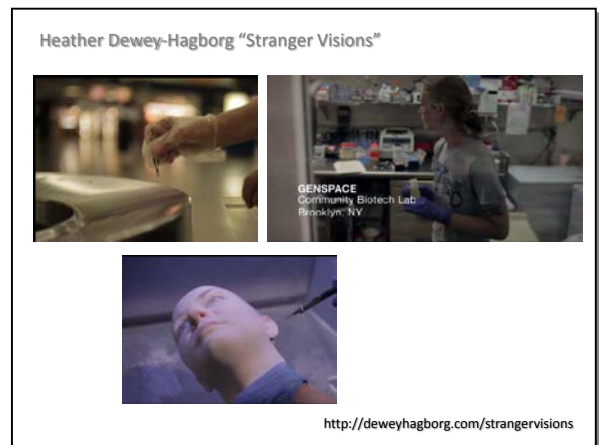 Heather Dewey-Hagborg “Stranger Visions”
GENSPACE
Community Biotech Lab
Brooklyn, NY
http://deweyhagborg.com/strangervisions